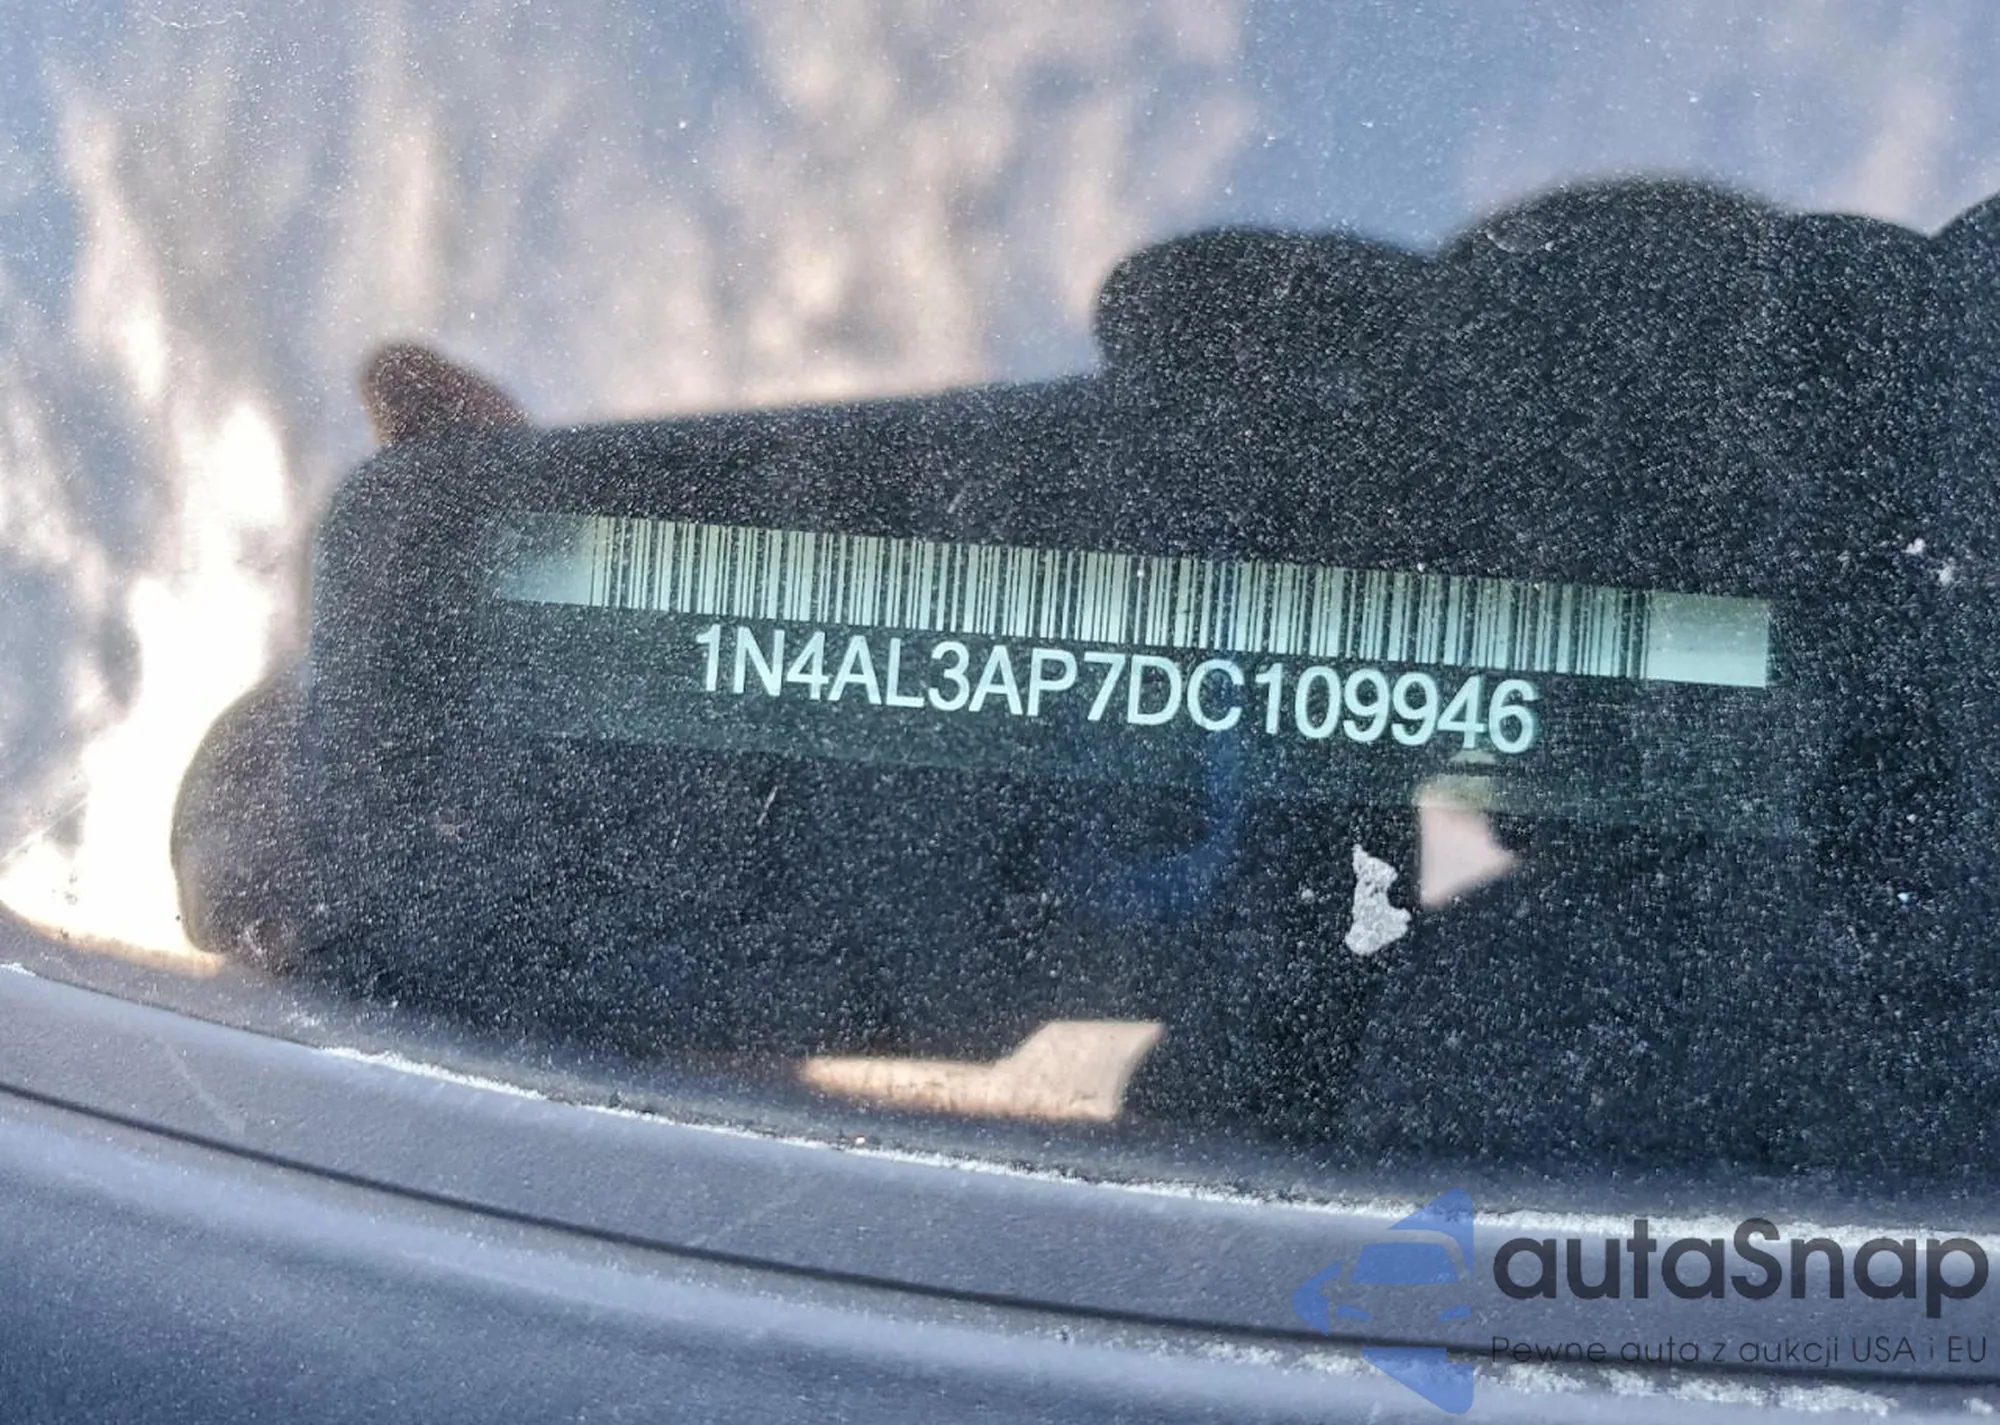 1N4AL3AP7DC109946
autaSnap
Pewne auta z aukcji USA i EU